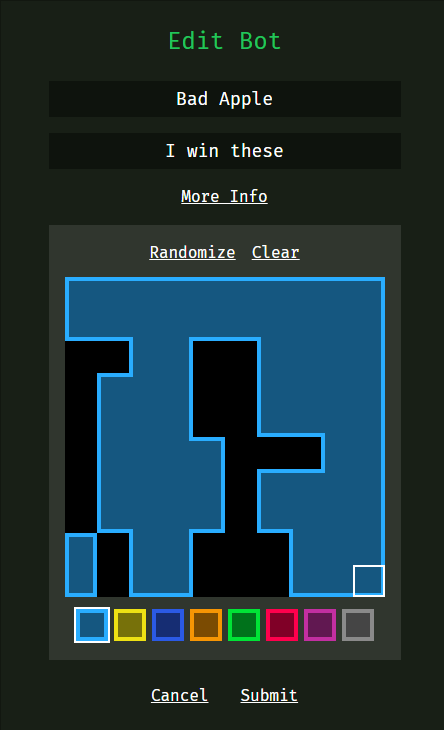 Edit Bot
Bad Apple
I win these
More Info
Randomize Clear
Cancel Submit